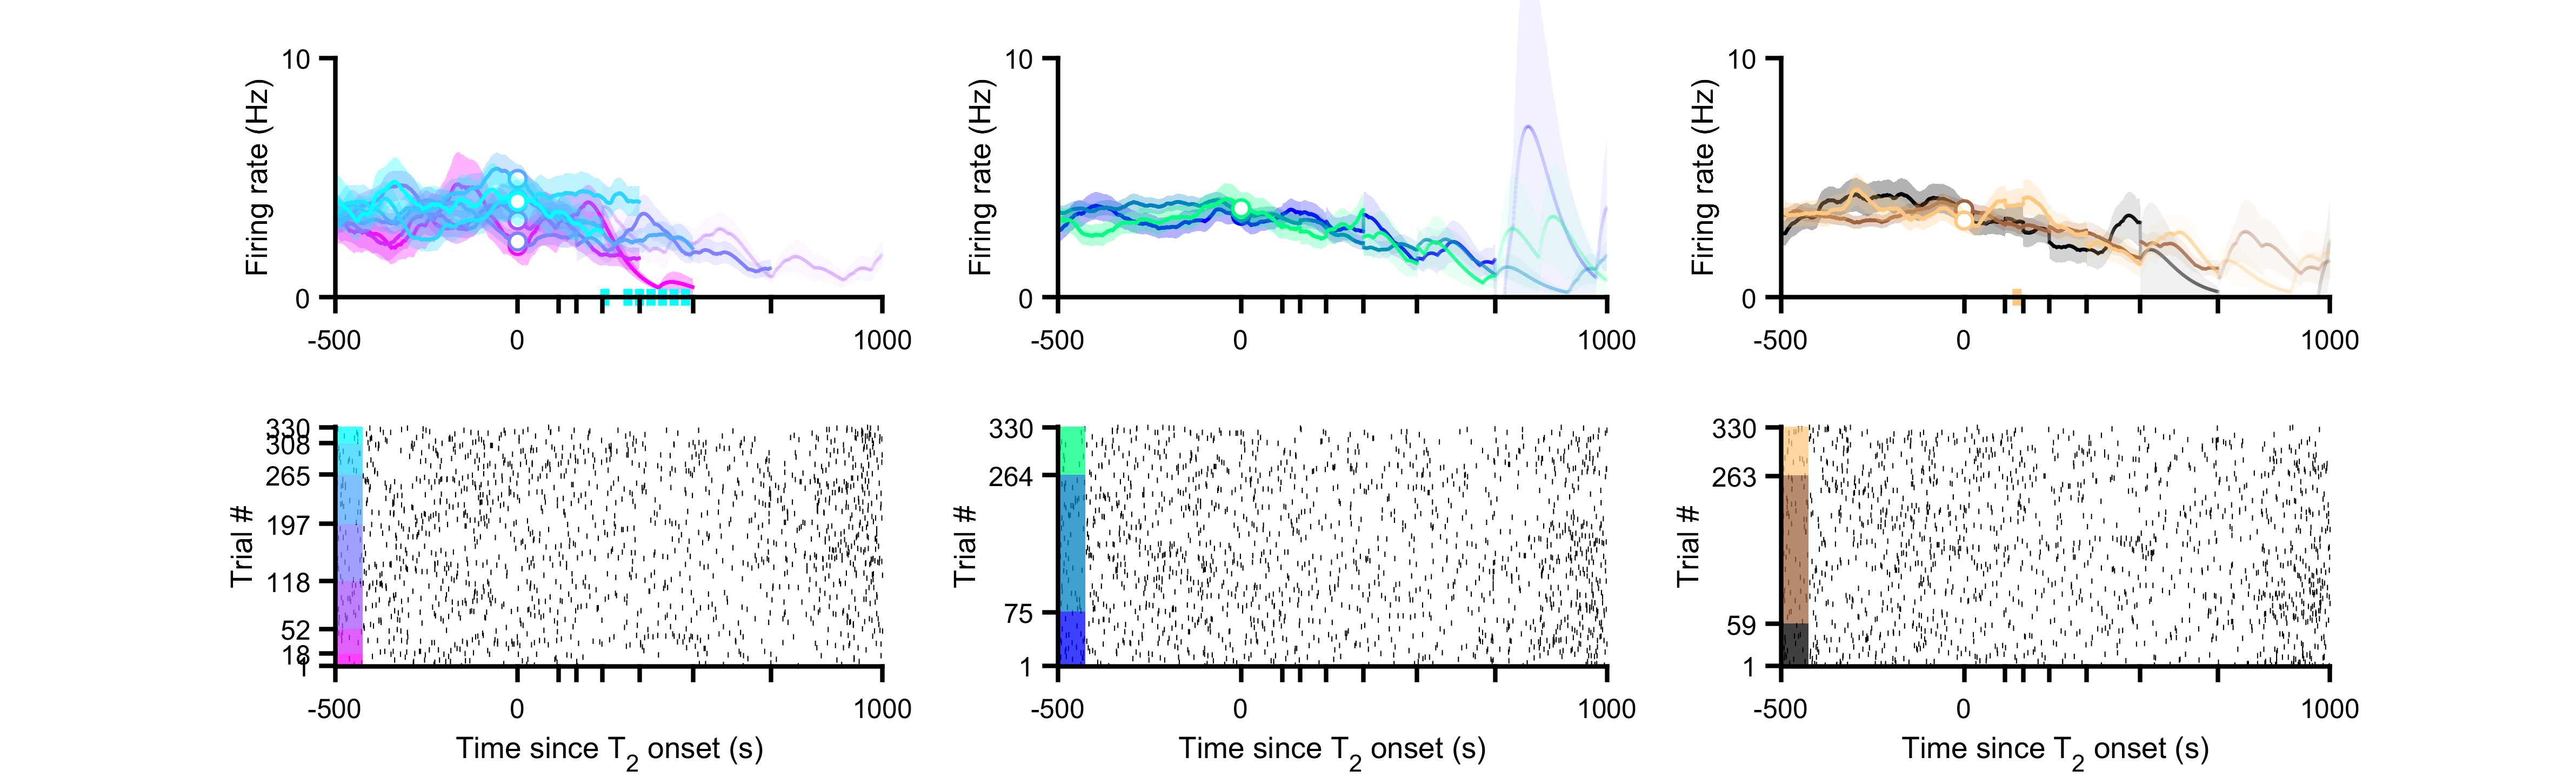 10
Firing rate (Hz)
0
-500 0 1000
10
Firing rate (Hz)
0
-500 0 1000
10
Firing rate (Hz)
0
-500 0 1000
330
308
265
197
118
52
18
1
Trial #
-500 0 1000
Time since T2 onset (s)
330
264
75
1
Trial #
-500 0 1000
Time since T2 onset (s)
330
263
59
1
Trial #
-500 0 1000
Time since T2 onset (s)